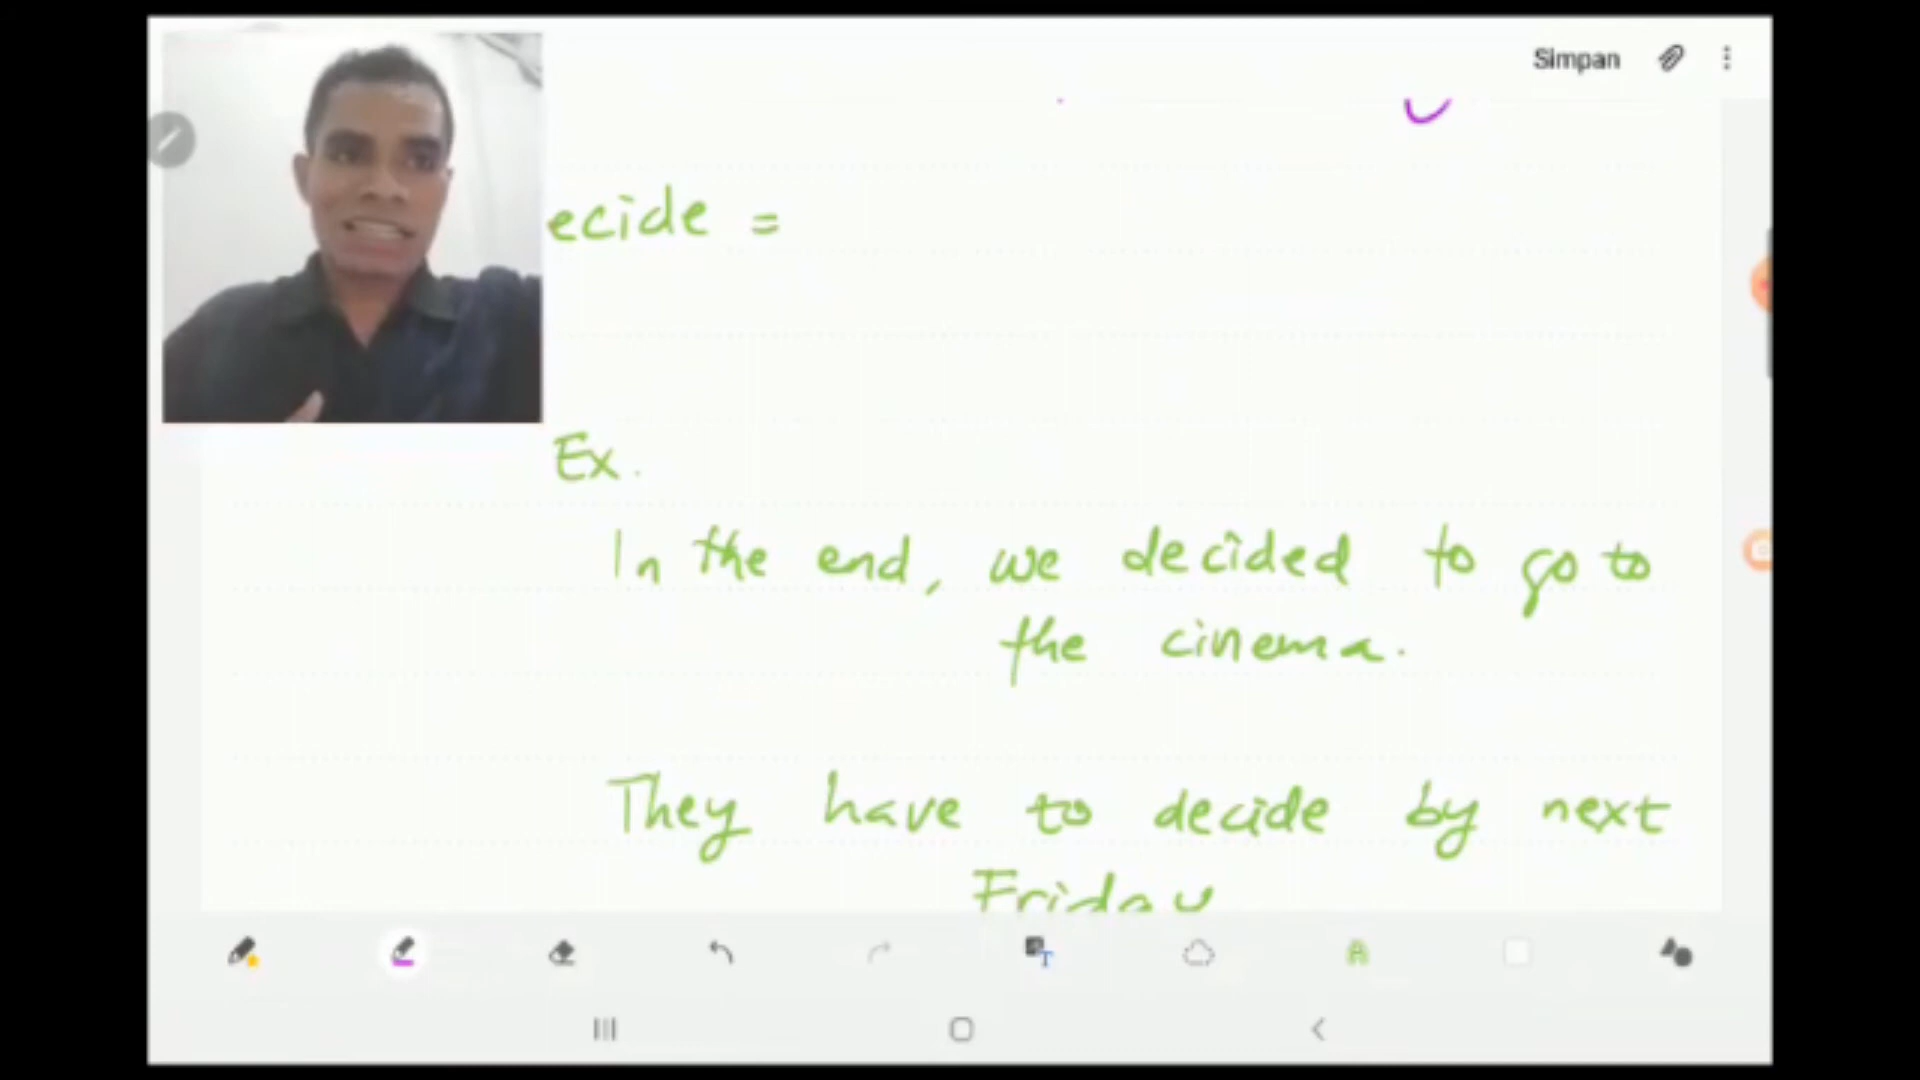 Simpan
ecide =
Ex.
In the end, we decided to go to
the cinema.
They have to decide by next
Friday